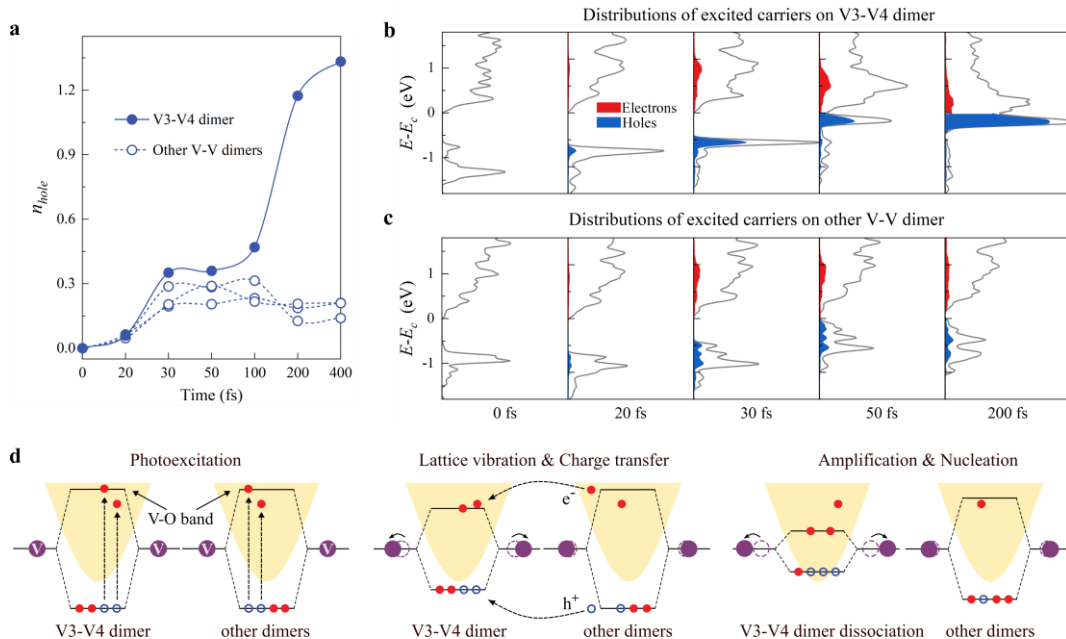 a
n_hole
1.2
0.9
0.6
0.3
0.0
V3-V4 dimer
Other V-V dimers
0 20 30 50 100 200 400
Time (fs)
b
Distributions of excited carriers on V3-V4 dimer
E-E_c (eV)
1
0
-1
Electrons
Holes
c
Distributions of excited carriers on other V-V dimer
E-E_c (eV)
1
0
-1
0 fs 20 fs 30 fs 50 fs 200 fs
d
Photoexcitation
V-O band
V V V V
V3-V4 dimer other dimers
Lattice vibration & Charge transfer
e⁻
h⁺
V3-V4 dimer other dimers
Amplification & Nucleation
V3-V4 dimer dissociation other dimers